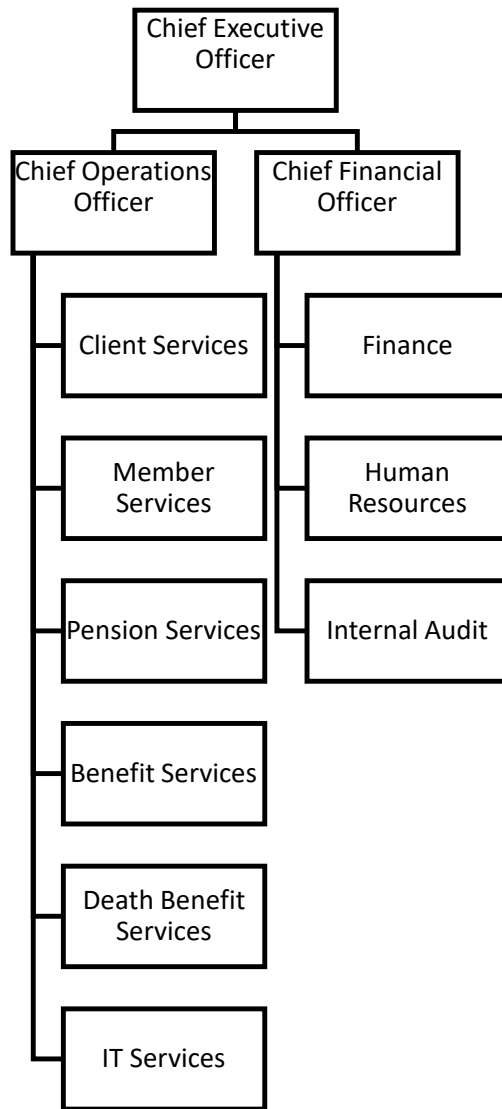 Chief Executive
Officer
Chief Operations
Officer
Chief Financial
Officer
Client Services
Member
Services
Pension Services
Benefit Services
Death Benefit
Services
IT Services
Finance
Human
Resources
Internal Audit